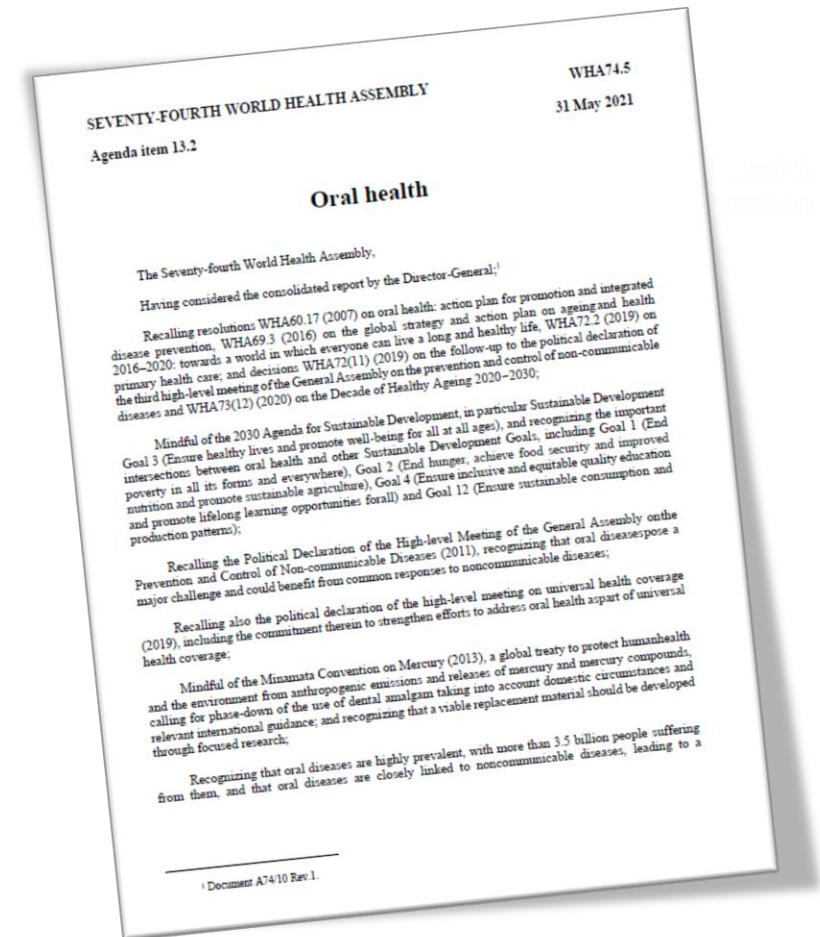 SEVENTY-FOURTH WORLD HEALTH ASSEMBLY
WHA74.5
Agenda item 13.2
31 May 2021
Oral health
The Seventy-fourth World Health Assembly,
Having considered the consolidated report by the Director-General;¹
Recalling resolutions WHA60.17 (2007) on oral health: action plan for promotion and integrated
disease prevention, WHA69.3 (2016) on the global strategy and action plan on ageing and health
2016–2020: towards a world in which everyone can live a long and healthy life, WHA72.2 (2019) on
primary health care; and decisions WHA72(11) (2019) on the follow-up to the political declaration of
the third high-level meeting of the General Assembly on the prevention and control of non-communicable
diseases and WHA73(12) (2020) on the Decade of Healthy Ageing 2020–2030;
Mindful of the 2030 Agenda for Sustainable Development, in particular Sustainable Development
Goal 3 (Ensure healthy lives and promote well-being for all at all ages), and recognizing the important
intersections between oral health and other Sustainable Development Goals, including Goal 1 (End
poverty in all its forms and everywhere), Goal 2 (End hunger, achieve food security and improved
nutrition and promote sustainable agriculture), Goal 4 (Ensure inclusive and equitable quality education
and promote lifelong learning opportunities forall) and Goal 12 (Ensure sustainable consumption and
production patterns);
Recalling the Political Declaration of the High-level Meeting of the General Assembly onthe
Prevention and Control of Non-communicable Diseases (2011), recognizing that oral diseasespose a
major challenge and could benefit from common responses to noncommunicable diseases;
Recalling also the political declaration of the high-level meeting on universal health coverage
(2019), including the commitment therein to strengthen efforts to address oral health aspart of universal
health coverage;
Mindful of the Minamata Convention on Mercury (2013), a global treaty to protect humanhealth
and the environment from anthropogenic emissions and releases of mercury and mercury compounds,
calling for phase-down of the use of dental amalgam taking into account domestic circumstances and
relevant international guidance; and recognizing that a viable replacement material should be developed
through focused research;
Recognizing that oral diseases are highly prevalent, with more than 3.5 billion people suffering
from them, and that oral diseases are closely linked to noncommunicable diseases, leading to a
¹ Document A74/10 Rev.1.